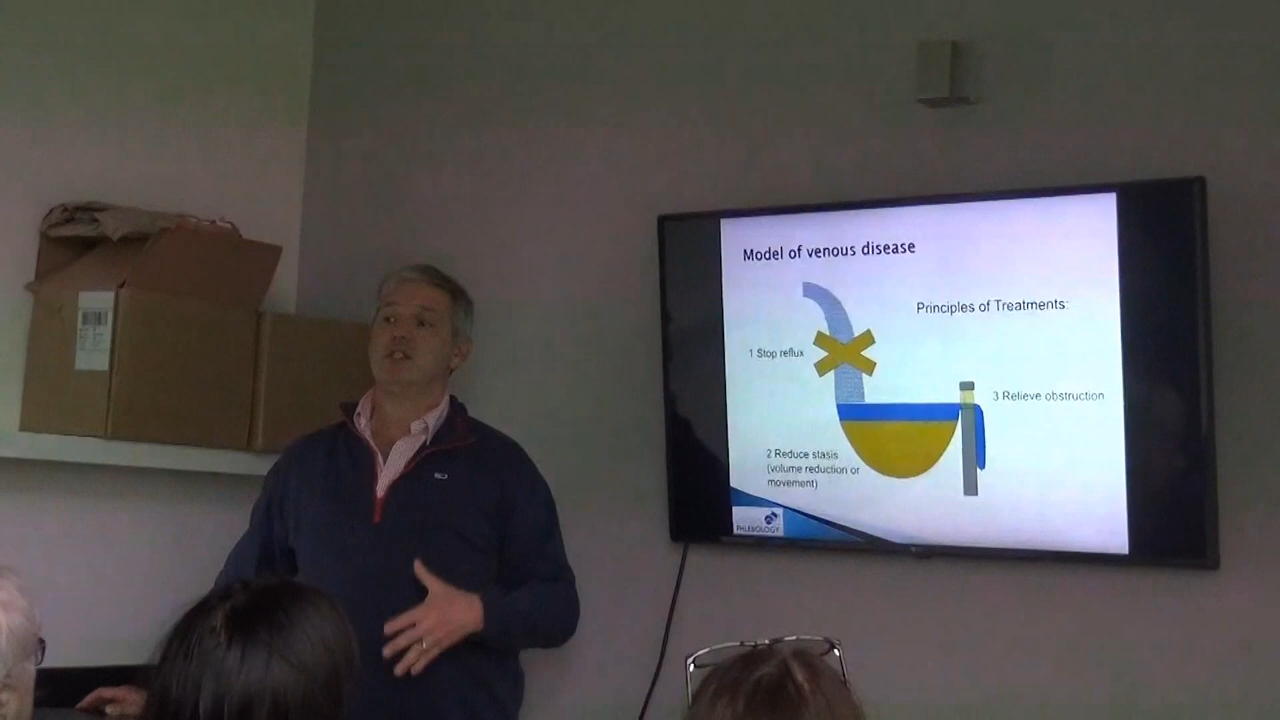 Model of venous disease
Principles of Treatments:
1 Stop reflux
3 Relieve obstruction
2 Reduce stasis
(volume reduction or
movement)
PHLEBOLOGY